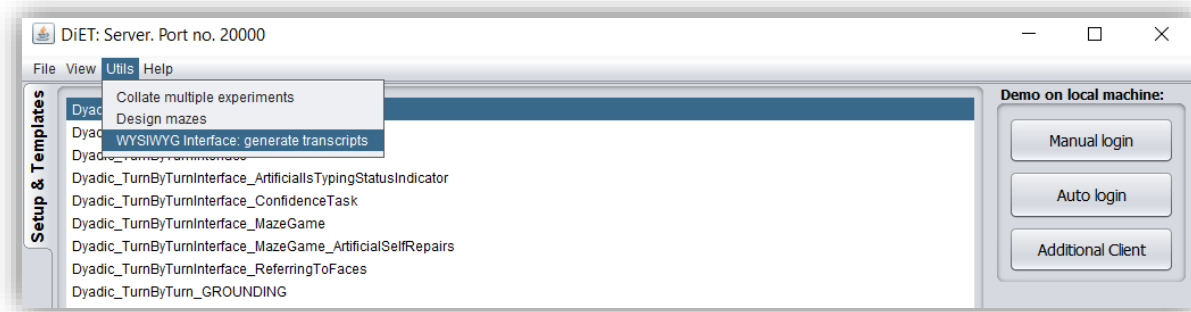 DiET: Server. Port no. 20000
File View Utils Help
Setup & Templates
Collate multiple experiments
Design mazes
WYSIWYG Interface: generate transcripts
Dyadic_TurnByTurnInterface_ArtificialIsTypingStatusIndicator
Dyadic_TurnByTurnInterface_ConfidenceTask
Dyadic_TurnByTurnInterface_MazeGame
Dyadic_TurnByTurnInterface_MazeGame_ArtificialSelfRepairs
Dyadic_TurnByTurnInterface_ReferringToFaces
Dyadic_TurnByTurn_GROUNDING
Demo on local machine:
Manual login
Auto login
Additional Client